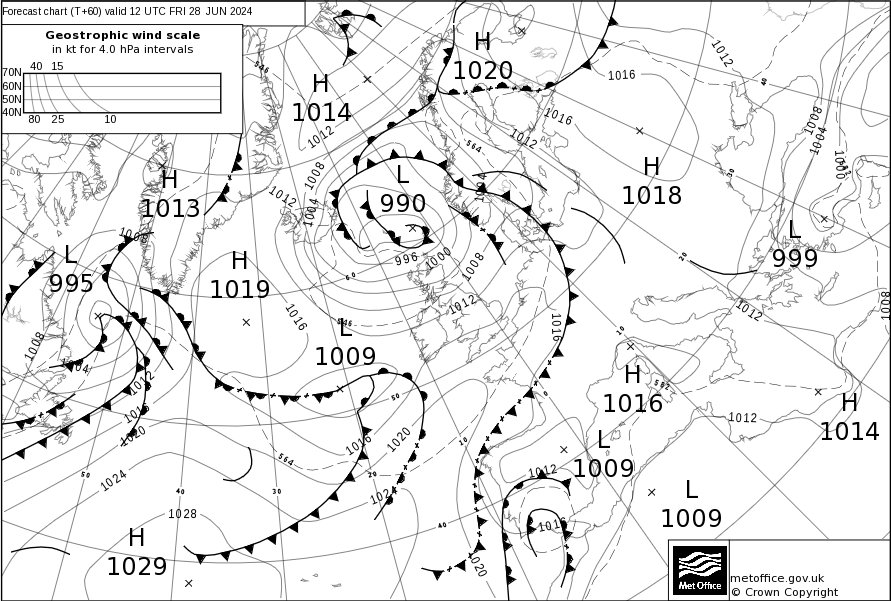 Forecast chart (T+60) valid 12 UTC FRI 28 JUN 2024
Geostrophic wind scale
in kt for 4.0 hPa intervals
40 15
70N
60N
50N
40N
80 25 10
H
1020
H
1014
H
1018
H
1013
L
990
L
999
L
995
H
1019
L
1009
H
1016
H
1014
L
1009
L
1009
H
1029
1012
1016
1016
1012
1012
1008
1004
1000
1008
1004
1012
1008
996
1000
1008
1012
1016
1016
1012
1008
1012
1008
1004
1012
1016
1020
1024
1028
1016
1020
1024
1012
1016
1020
546
564
546
564
582
60
50
40
30
20
10
0
10
20
30
40
50
40
metoffice.gov.uk
© Crown Copyright
Met Office